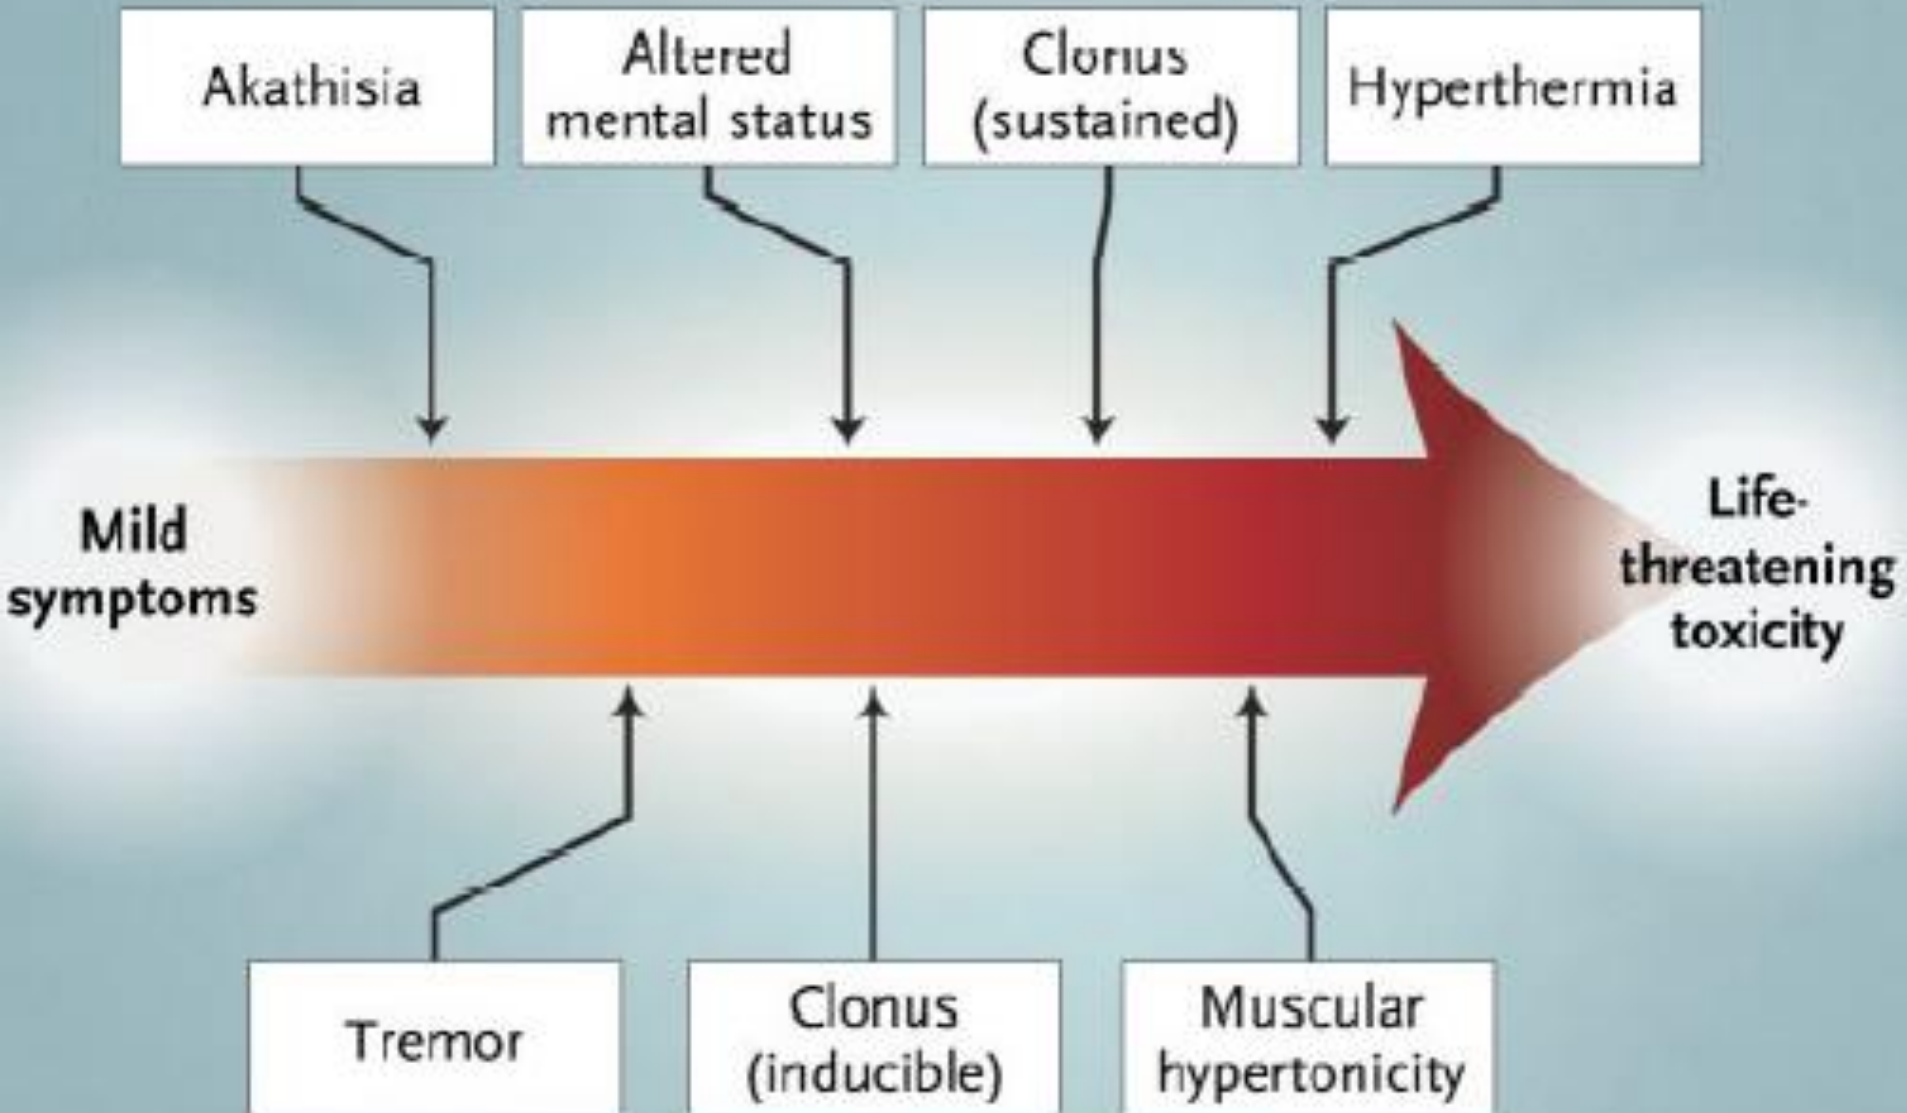 Akathisia
Altered
mental status
Clonus
(sustained)
Hyperthermia
Mild
symptoms
Life-
threatening
toxicity
Tremor
Clonus
(inducible)
Muscular
hypertonicity